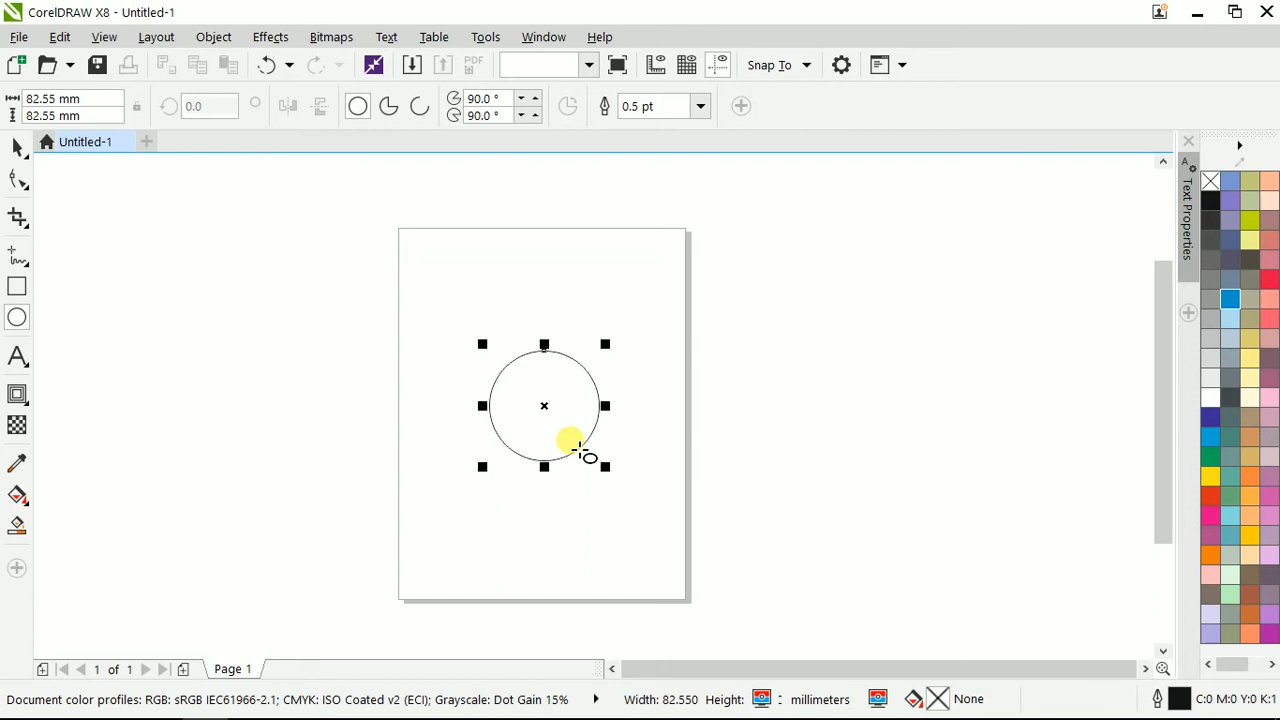 CorelDRAW X8 - Untitled-1
File Edit View Layout Object Effects Bitmaps Text Table Tools Window Help
PDF Snap To
82.55 mm
82.55 mm
0.0
90.0 °
90.0 °
0.5 pt
Untitled-1
Text Properties
1 of 1 Page 1
Document color profiles: RGB: sRGB IEC61966-2.1; CMYK: ISO Coated v2 (ECI); Grayscale: Dot Gain 15% Width: 82.550 Height: millimeters None C:0 M:0 Y:0 K:1